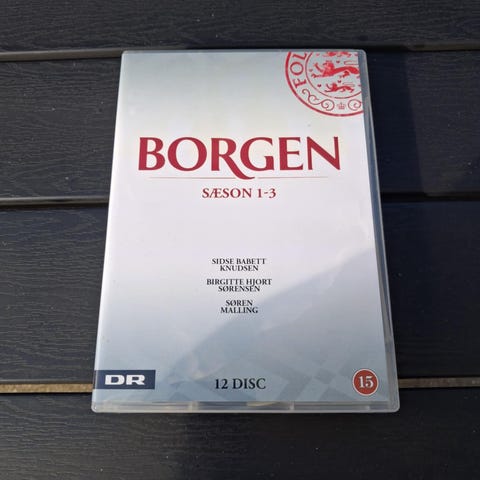 BORGEN
SÆSON 1-3
SIDSE BABETT
KNUDSEN
BIRGITTE HJORT
SØRENSEN
SØREN
MALLING
DR
12 DISC
15